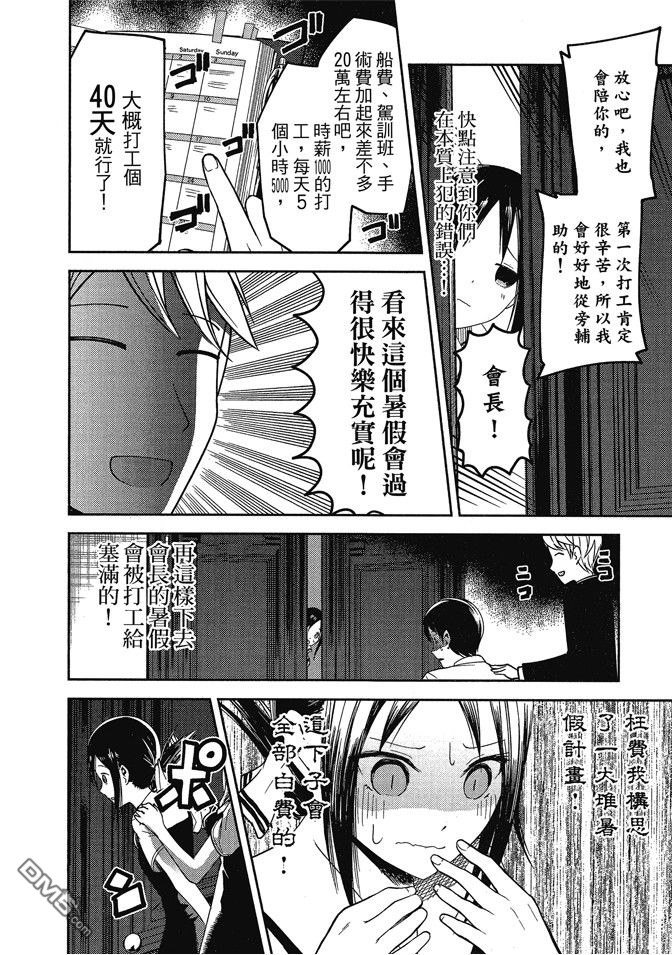 放心吧，我也
會陪你的，
第一次打工肯定
很辛苦，所以我
會好好地從旁輔
助的！
快點注意到你們
在本質上犯的錯誤…！
會長！
船費、駕訓班、手
術費加起來差不多
20萬左右吧，
時薪1000的打
工，每天5
個小時5000，
大概打工個
40天
就行了！
Saturday Sunday
ゴゴ
ゴゴ
看來這個暑假會過
得很快樂充實呢！
ニコ
ニコ
再這樣下去
會長的暑假
會被打工給
塞滿的！
枉費我構思
了一大堆暑
假計畫！
這下子會
全部白費的！
ポン
DM5.com